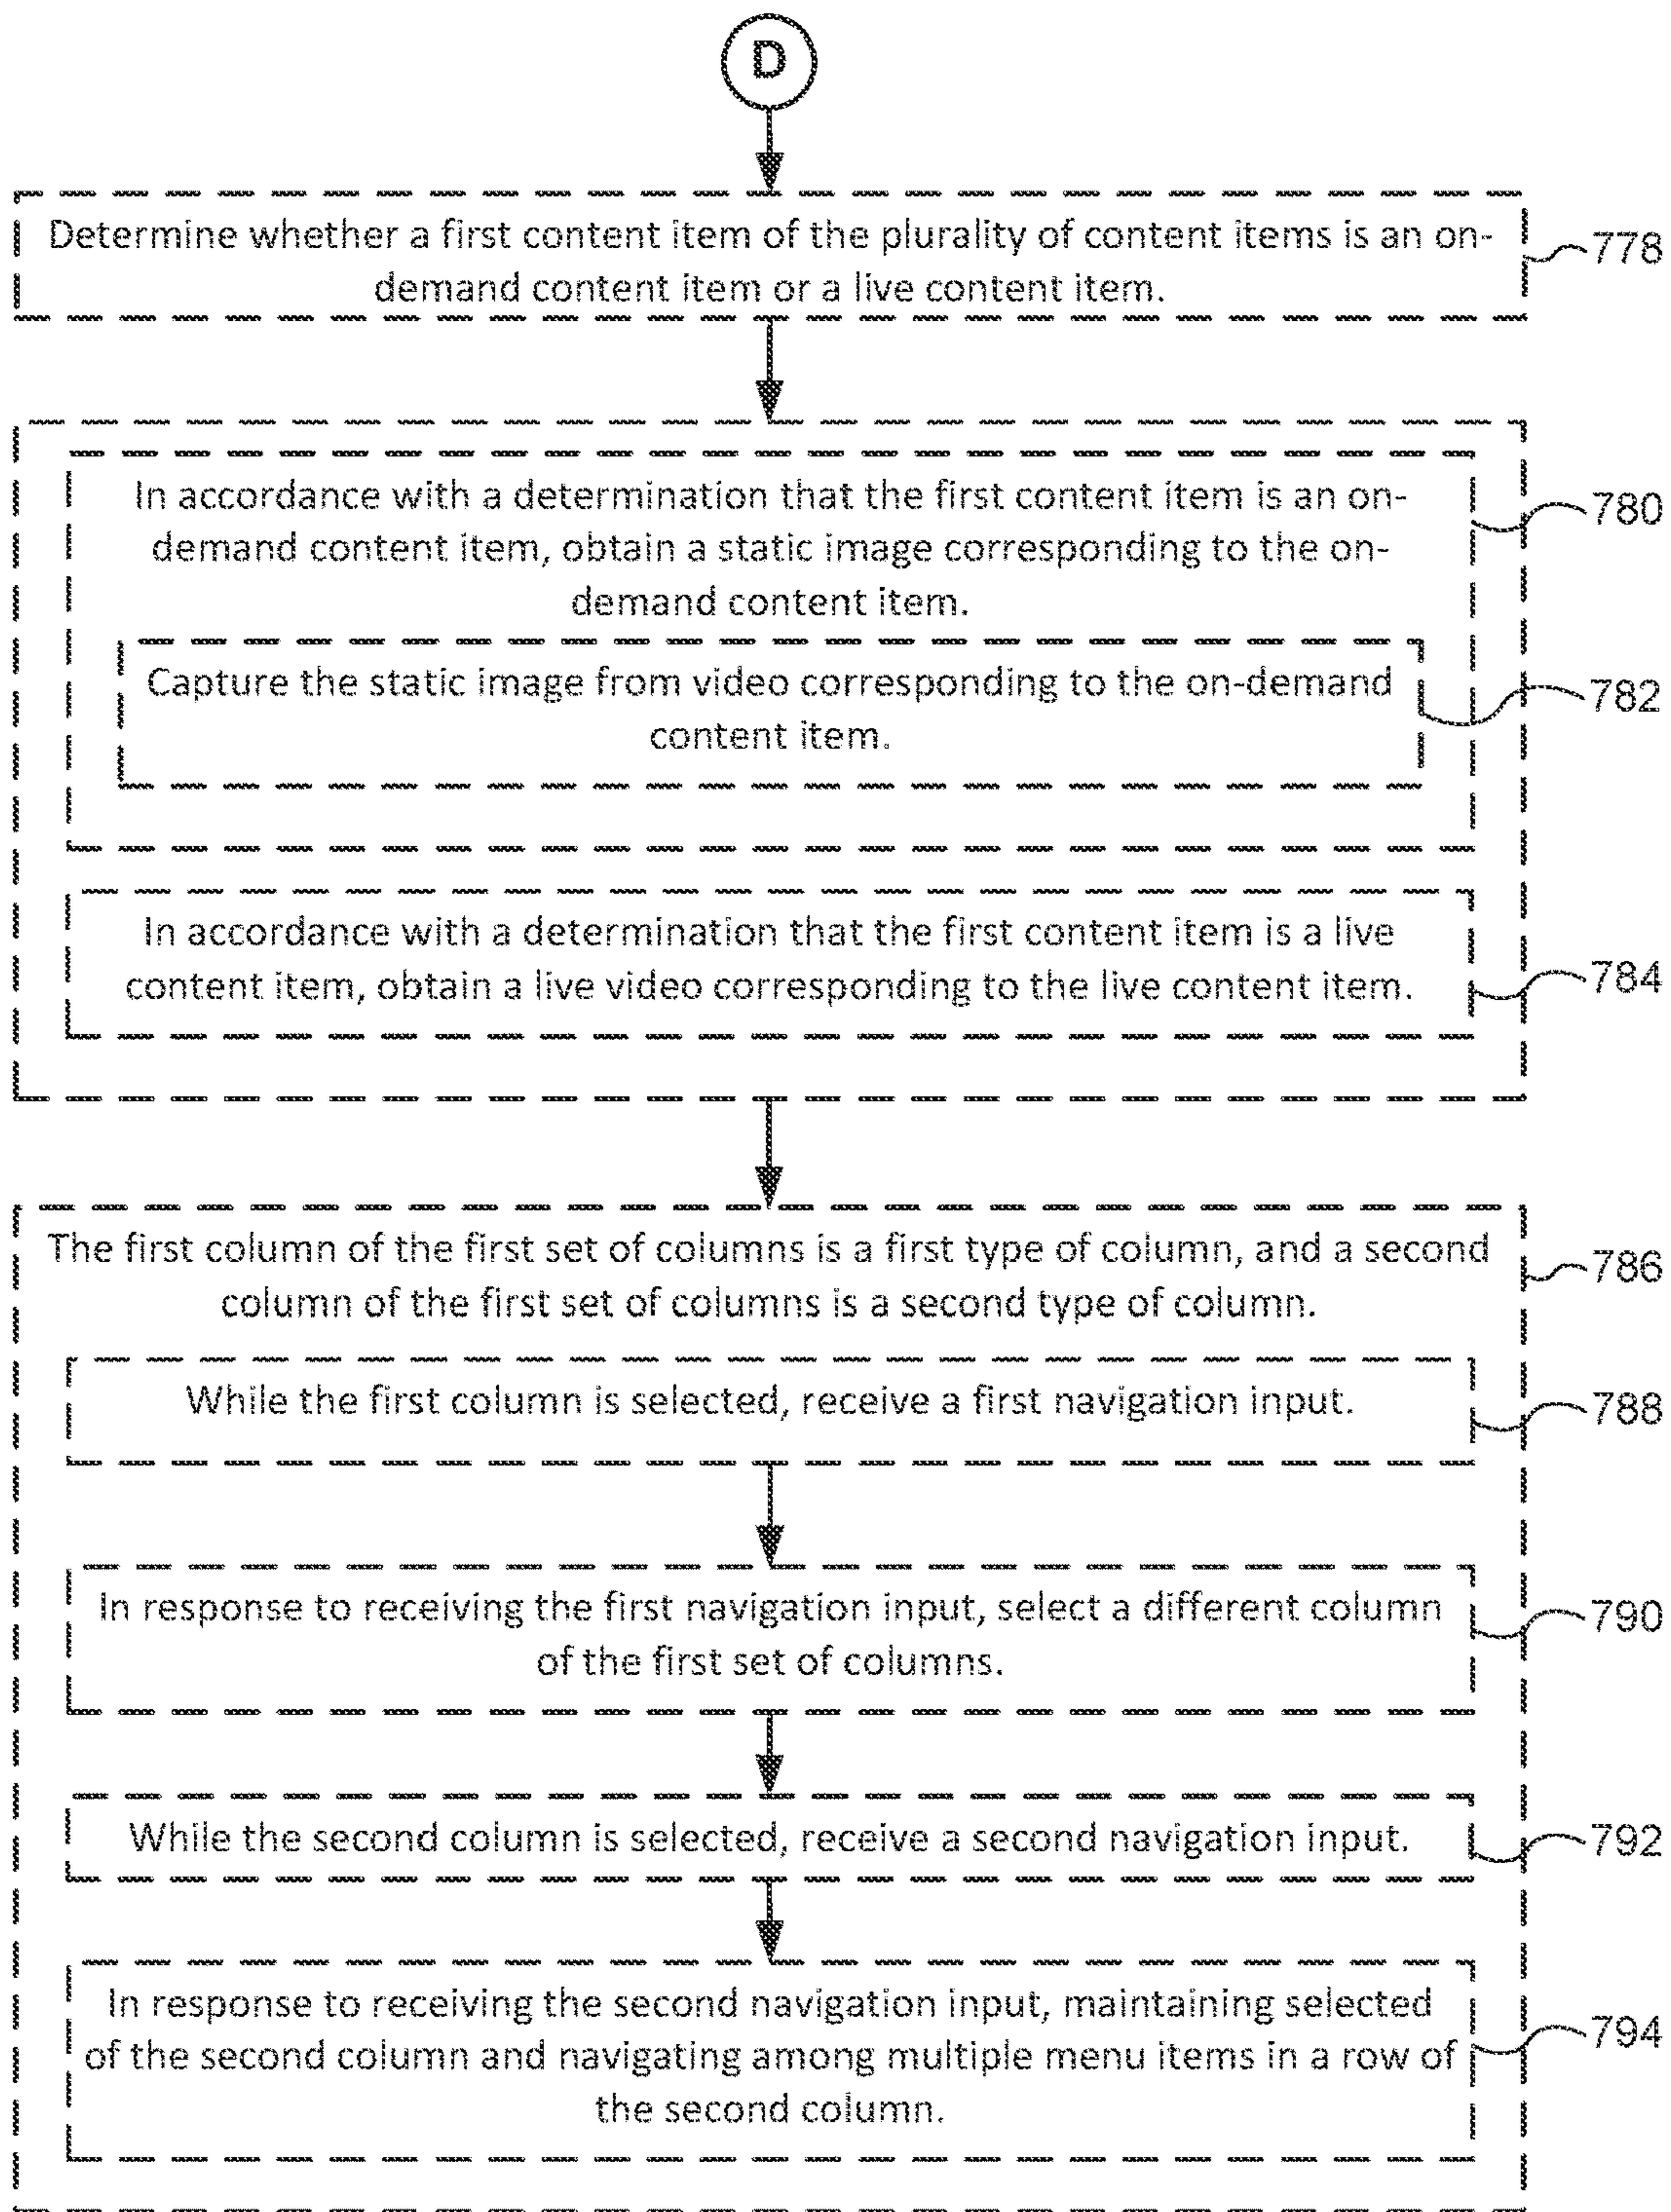 D
Determine whether a first content item of the plurality of content items is an on-
demand content item or a live content item.
778
In accordance with a determination that the first content item is an on-
demand content item, obtain a static image corresponding to the on-
demand content item.
780
Capture the static image from video corresponding to the on-demand
content item.
782
In accordance with a determination that the first content item is a live
content item, obtain a live video corresponding to the live content item.
784
The first column of the first set of columns is a first type of column, and a second
column of the first set of columns is a second type of column.
786
While the first column is selected, receive a first navigation input.
788
In response to receiving the first navigation input, select a different column
of the first set of columns.
790
While the second column is selected, receive a second navigation input.
792
In response to receiving the second navigation input, maintaining selected
of the second column and navigating among multiple menu items in a row of
the second column.
794